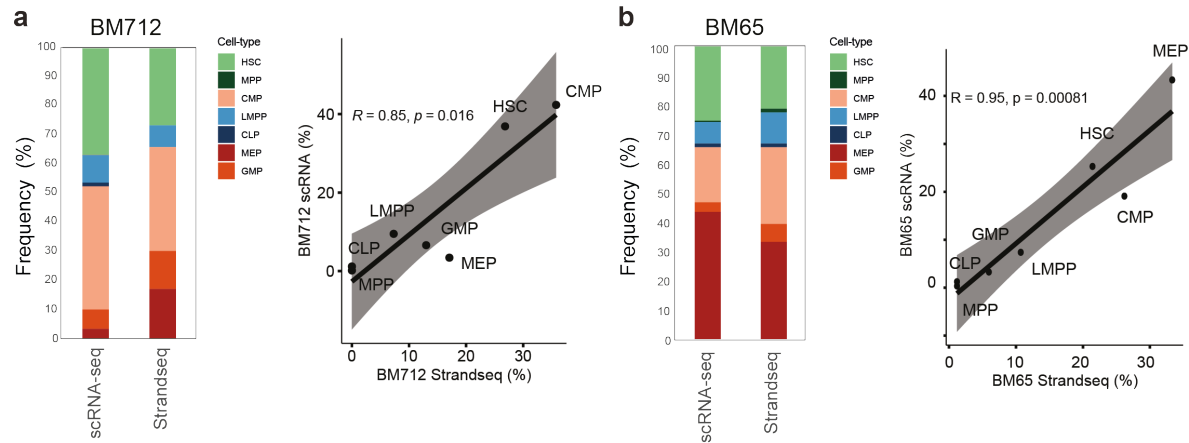 a
BM712
Frequency (%)
100
90
80
70
60
50
40
30
20
10
0
scRNA-seq
Strandseq
Cell-type
HSC
MPP
CMP
LMPP
CLP
MEP
GMP
R = 0.85, p = 0.016
BM712 scRNA (%)
40
20
0
CMP
HSC
LMPP
GMP
CLP
MEP
MPP
0 10 20 30
BM712 Strandseq (%)
b
BM65
Frequency (%)
100
90
80
70
60
50
40
30
20
10
0
scRNA-seq
Strandseq
Cell-type
HSC
MPP
CMP
LMPP
CLP
MEP
GMP
R = 0.95, p = 0.00081
BM65 scRNA (%)
40
20
0
MEP
HSC
CMP
GMP
CLP
LMPP
MPP
0 10 20 30
BM65 Strandseq (%)